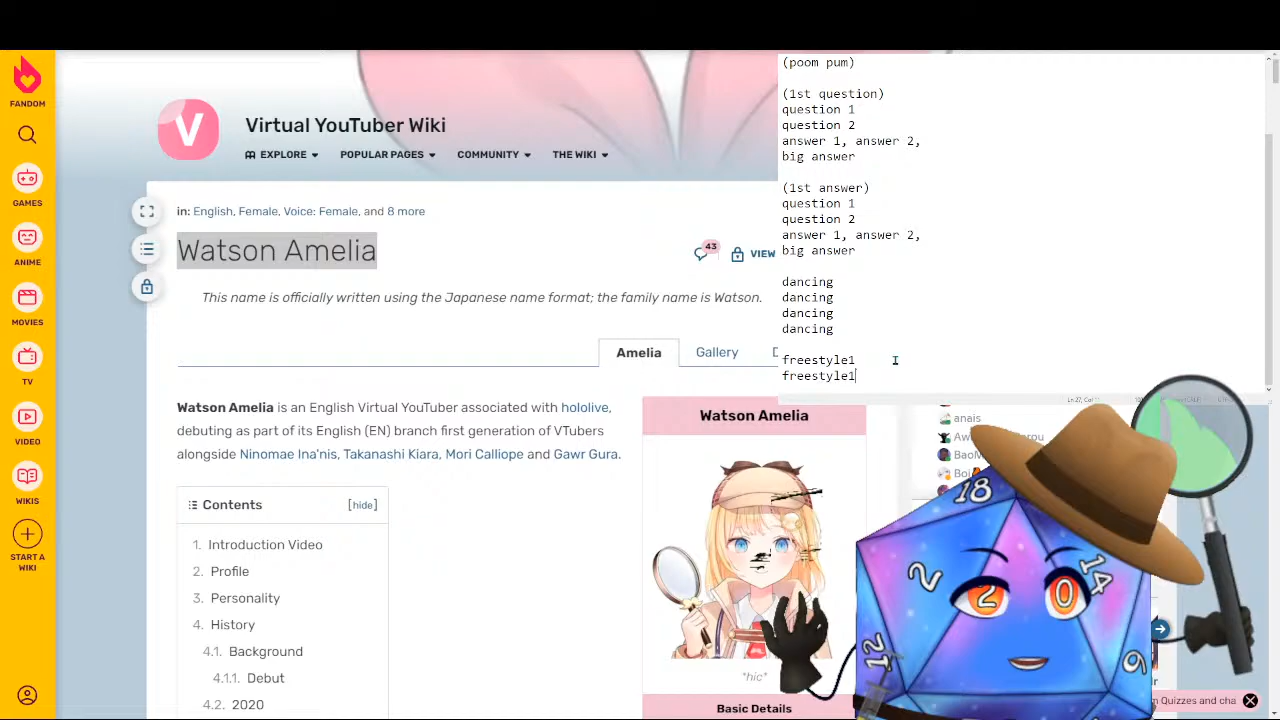 FANDOM
GAMES
ANIME
MOVIES
TV
VIDEO
WIKIS
START A
WIKI
V
Virtual YouTuber Wiki
EXPLORE
POPULAR PAGES
COMMUNITY
THE WIKI
in: English, Female, Voice: Female, and 8 more
Watson Amelia
43
VIEW
This name is officially written using the Japanese name format; the family name is Watson.
Amelia
Gallery
Watson Amelia is an English Virtual YouTuber associated with hololive,
debuting as part of its English (EN) branch first generation of VTubers
alongside Ninomae Ina'nis, Takanashi Kiara, Mori Calliope and Gawr Gura.
Contents [hide]
1. Introduction Video
2. Profile
3. Personality
4. History
4.1. Background
4.1.1. Debut
4.2. 2020
Watson Amelia
*hic*
Basic Details
(poom pum)
(1st question)
question 1
question 2
answer 1, answer 2,
big answer
(1st answer)
question 1
question 2
answer 1, answer 2,
big answer
dancing
dancing
dancing
dancing
freestyle1
freestyle1
anais
18
2
14
2
0
12
6
Quizzes and cha